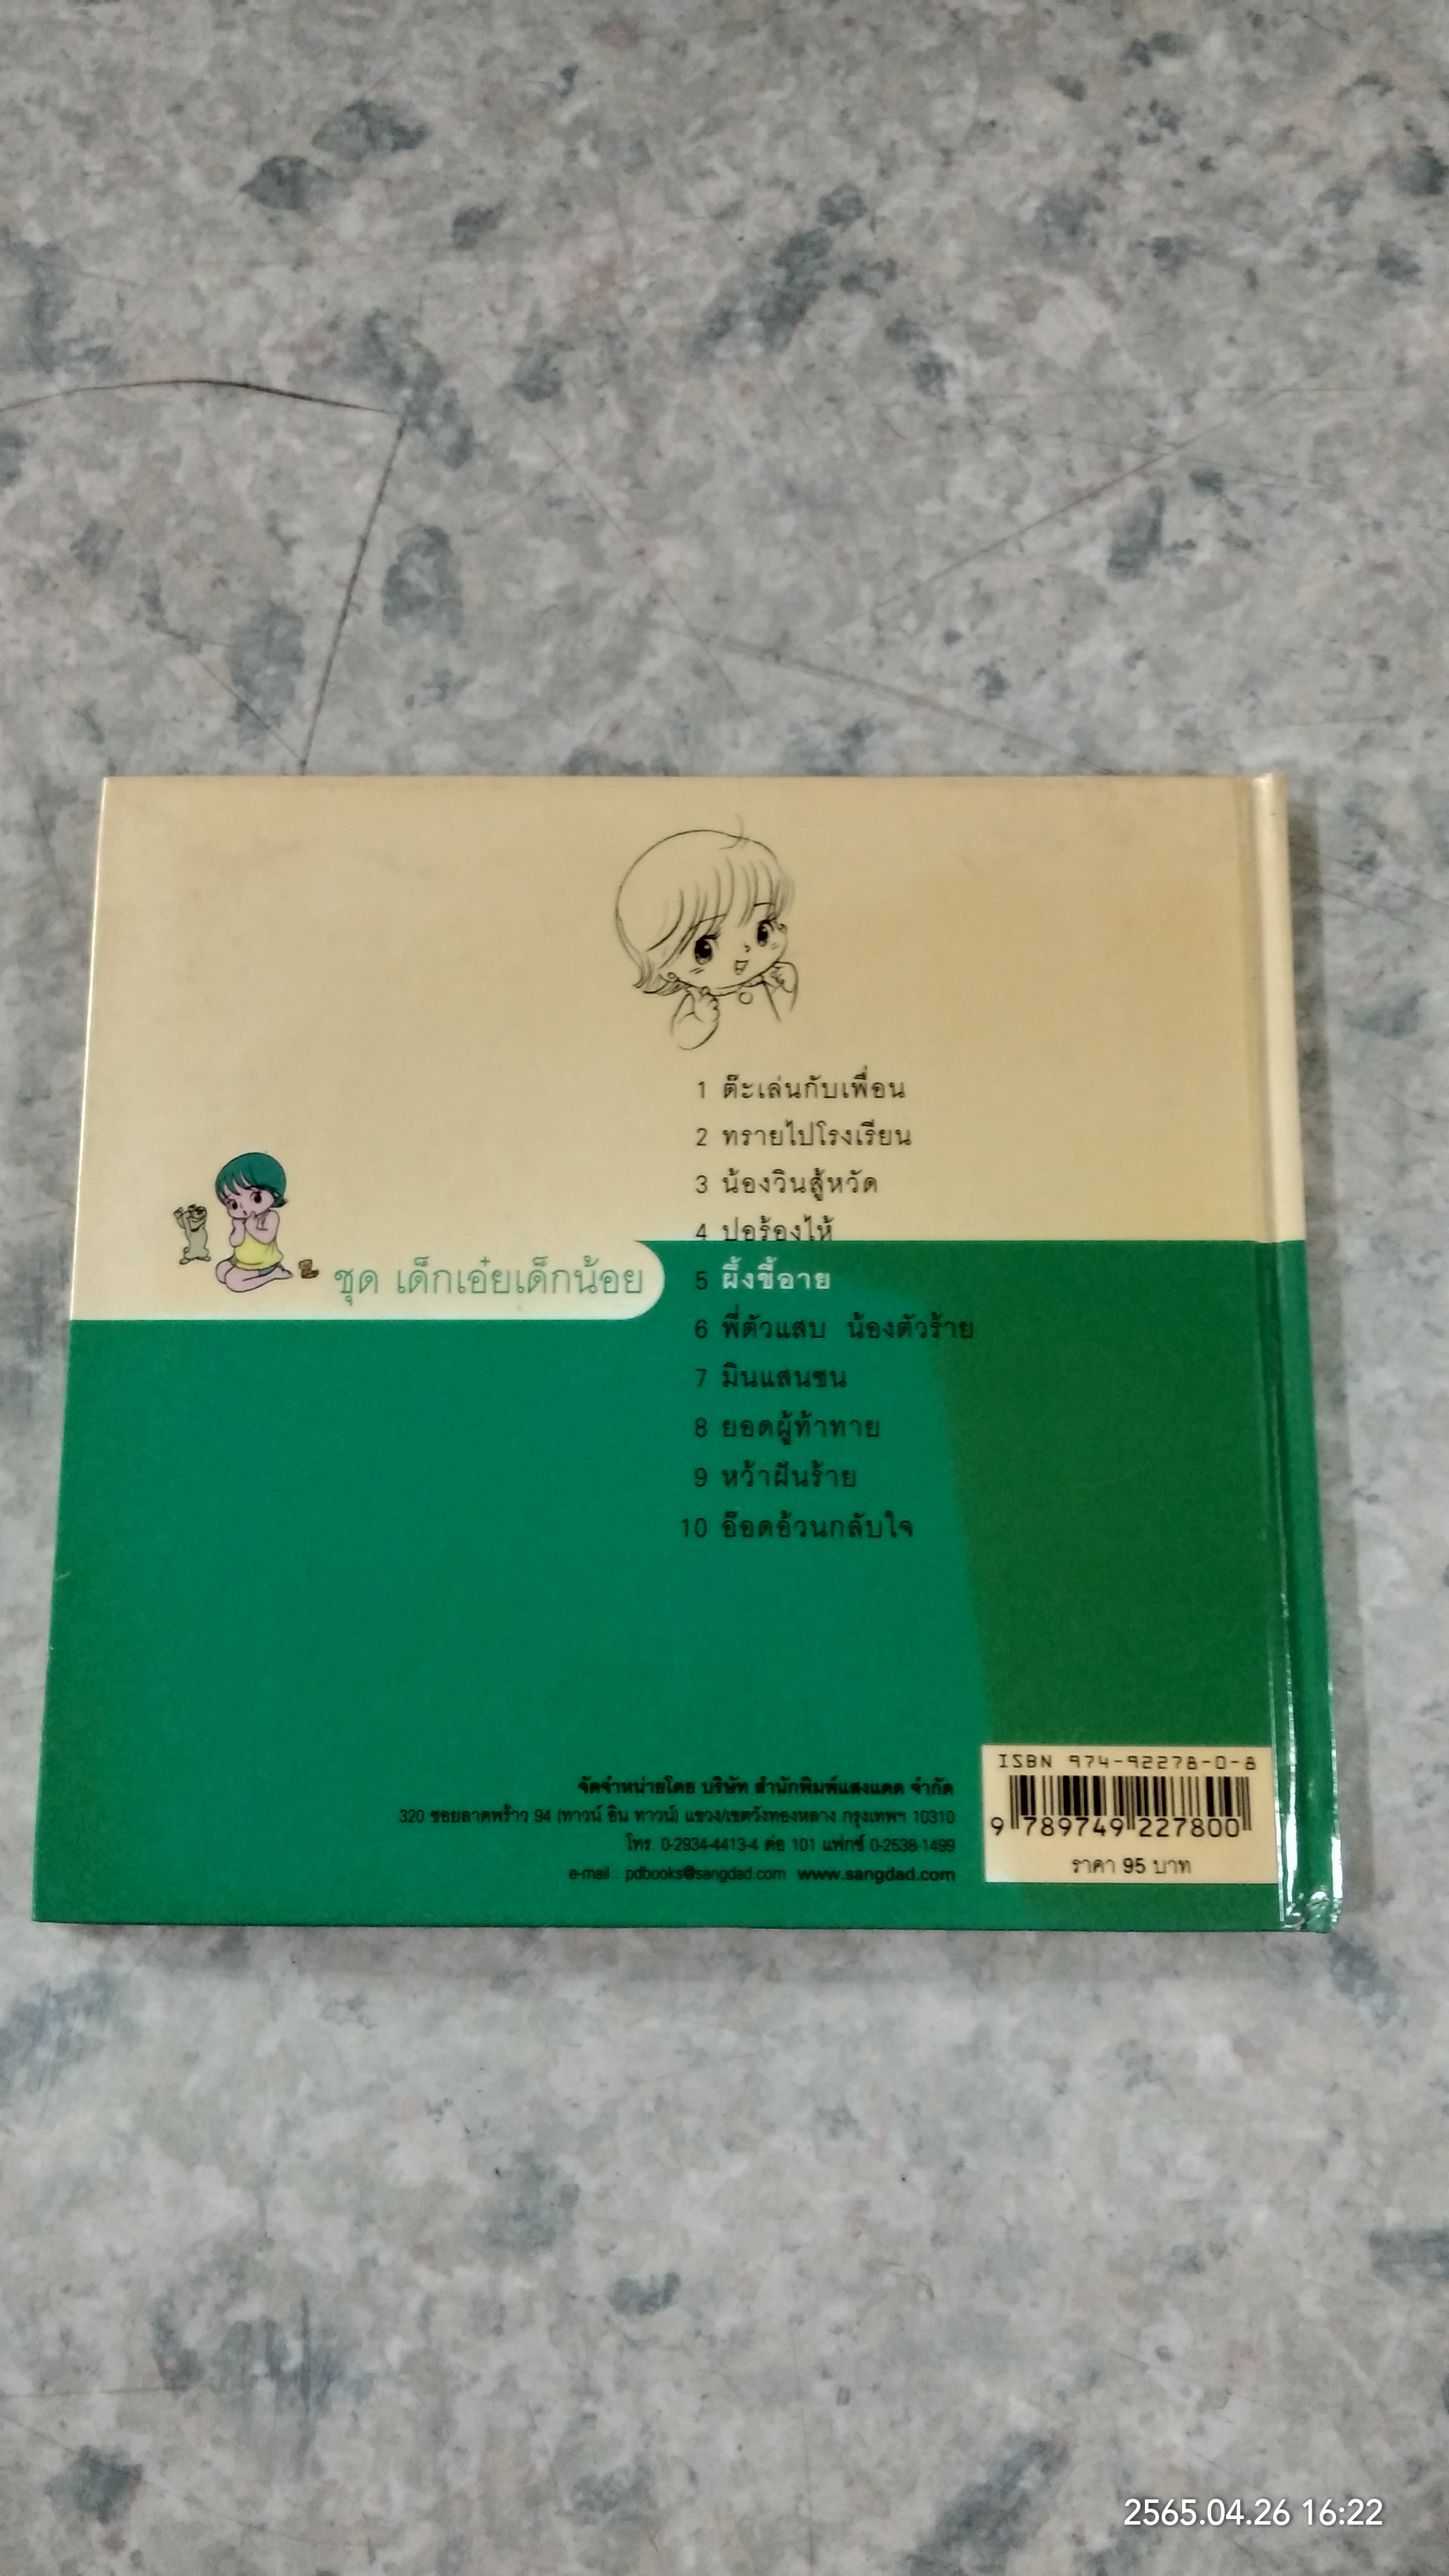 1 ต๊ะเล่นกับเพื่อน
2 ทรายไปโรงเรียน
3 น้องวินสู้หวัด
4 ปอร้องไห้
ชุด เด็กเอ๋ยเด็กน้อย
5 ผึ้งขี้อาย
6 พี่ตัวแสบ น้องตัวร้าย
7 มินแสนซน
8 ยอดผู้ท้าทาย
9 หว้าฝันร้าย
10 อ๊อดอ้วนกลับใจ
จัดจำหน่ายโดย บริษัท สำนักพิมพ์แสงแดด จำกัด
320 ซอยลาดพร้าว 94 (ทาวน์ อิน ทาวน์) แขวง/เขตวังทองหลาง กรุงเทพฯ 10310
โทร. 0-2934-4413-4 ต่อ 101 แฟกซ์ 0-2538-1499
e-mail : pdbooks@sangdad.com www.sangdad.com
ISBN 974-92278-0-8
9 789749 227800
ราคา 95 บาท
2565.04.26 16:22